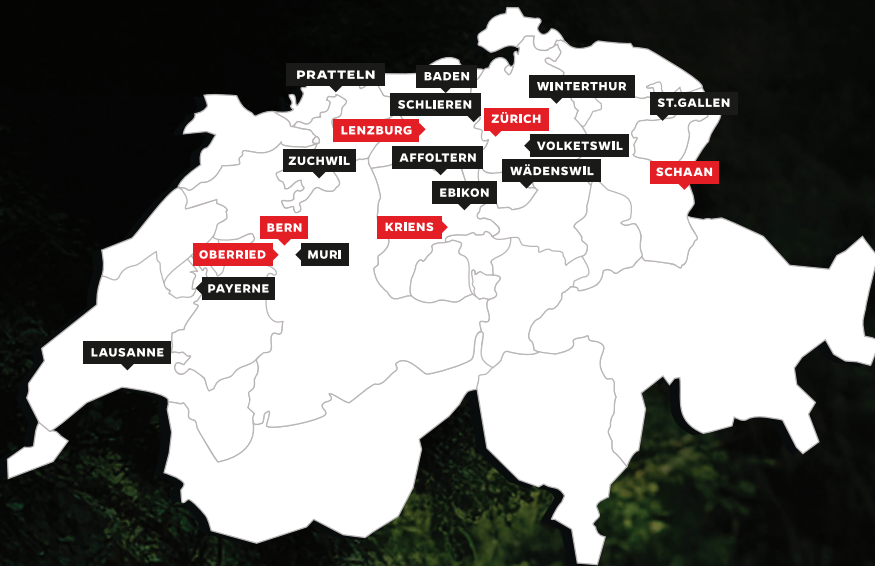 PRATTELN
BADEN
WINTERTHUR
SCHLIEREN
ST.GALLEN
ZÜRICH
LENZBURG
VOLKETSWIL
AFFOLTERN
ZUCHWIL
WÄDENSWIL
SCHAAN
EBIKON
BERN
KRIENS
OBERRIED
MURI
PAYERNE
LAUSANNE